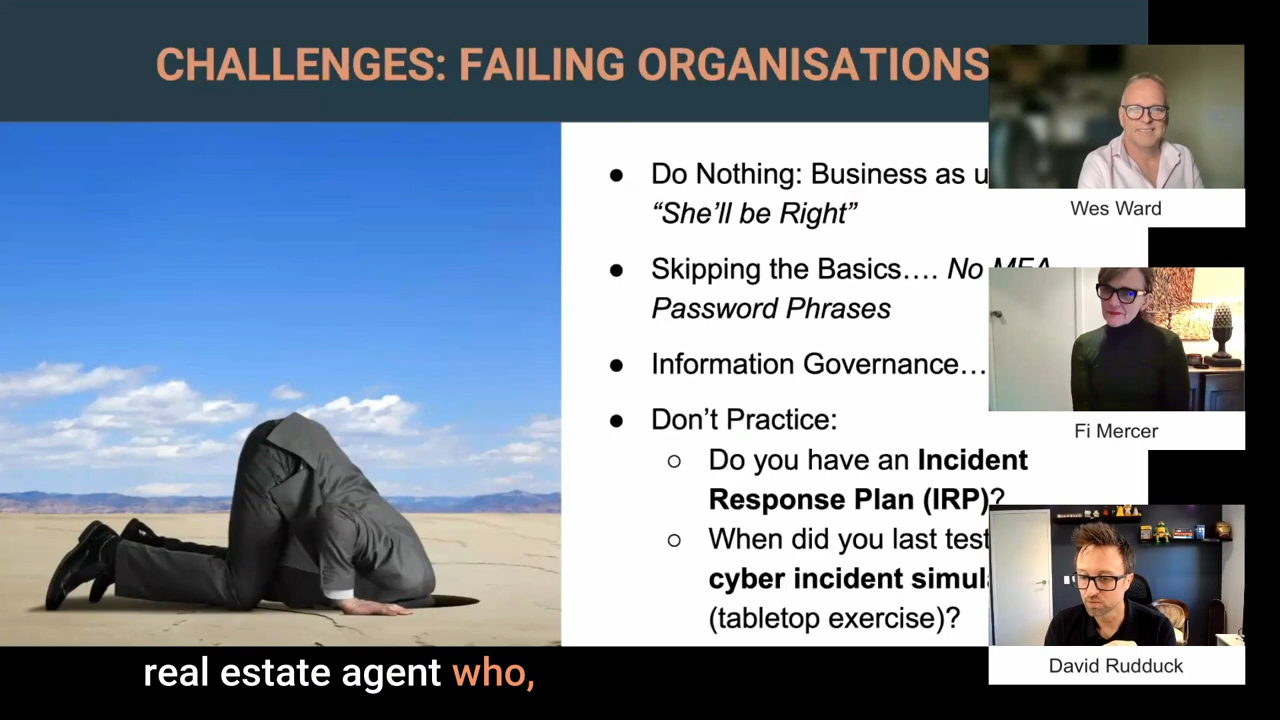 CHALLENGES: FAILING ORGANISATIONS
Do Nothing: Business as u
“She’ll be Right”
Skipping the Basics.... No MFA
Password Phrases
Information Governance...
Don’t Practice:
Do you have an Incident
Response Plan (IRP)?
When did you last test
cyber incident simul
(tabletop exercise)?
Wes Ward
Fi Mercer
David Rudduck
real estate agent who,